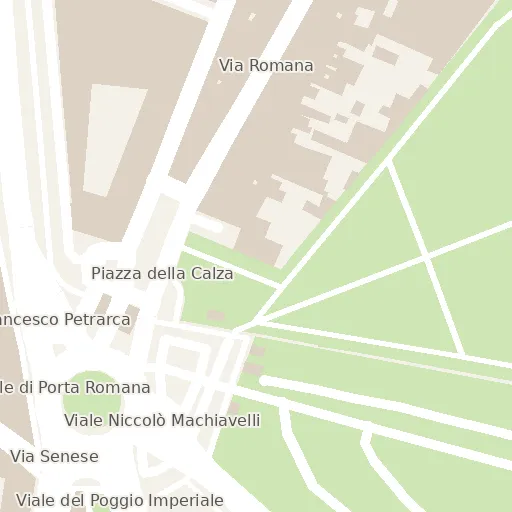 Via Romana
Piazza della Calza
ncesco Petrarca
le di Porta Romana
Viale Niccolò Machiavelli
Via Senese
Viale del Poggio Imperiale